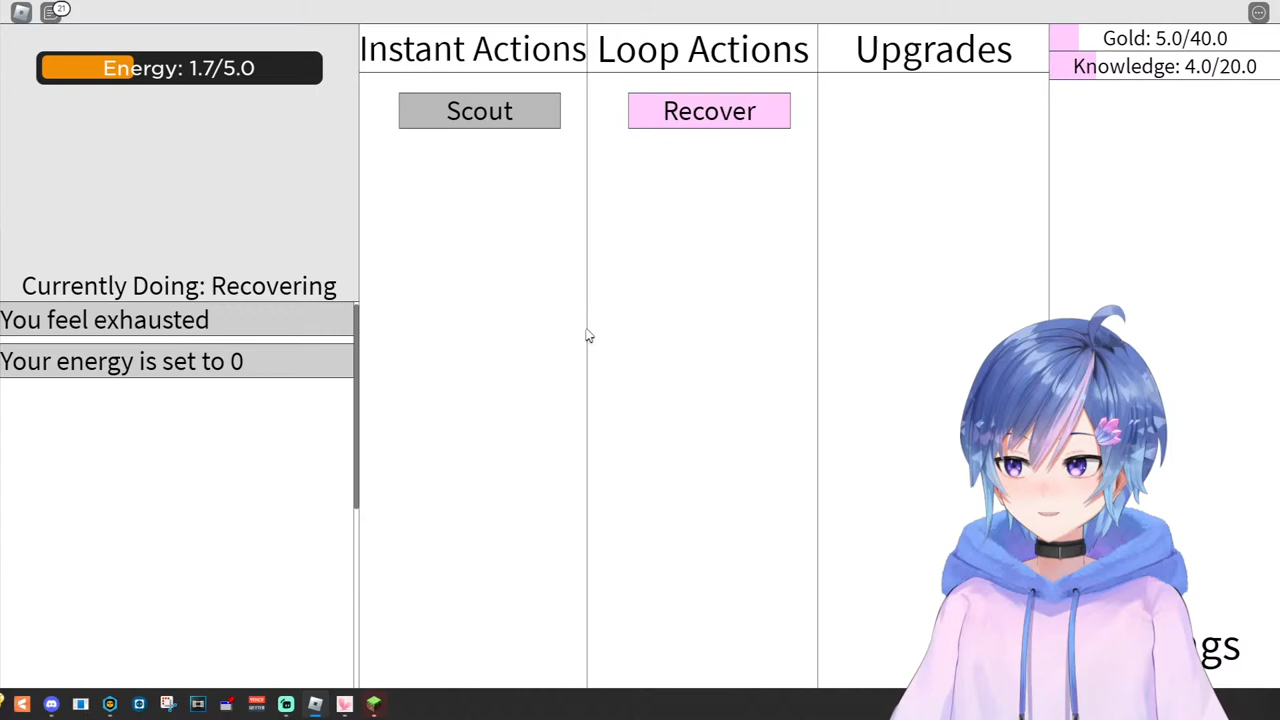 21
Energy: 1.7/5.0
Currently Doing: Recovering
You feel exhausted
Your energy is set to 0
Instant Actions
Scout
Loop Actions
Recover
Upgrades
Gold: 5.0/40.0
Knowledge: 4.0/20.0